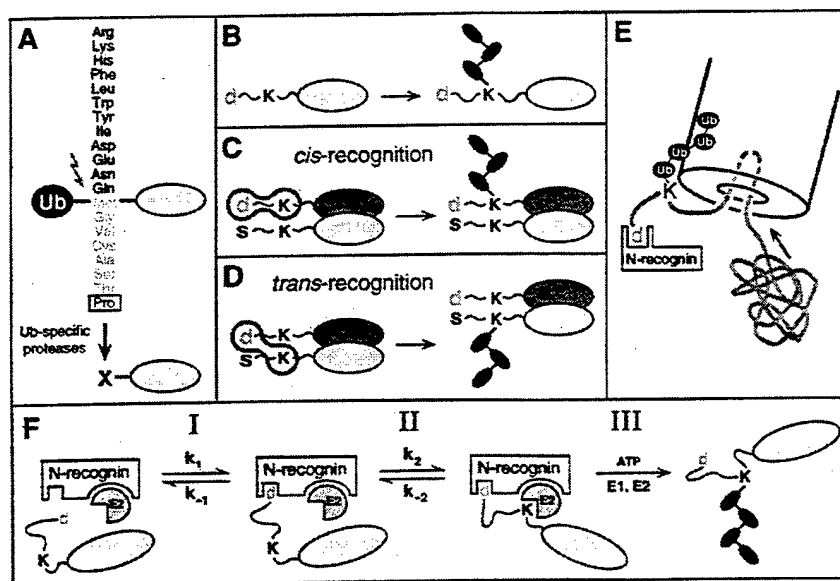 A
Arg
Lys
His
Phe
Leu
Trp
Tyr
Ile
Asp
Glu
Asn
Gln
Ub
Gly
Val
Cys
Ala
Ser
Thr
Pro
Ub-specific
proteases
X
B
d K
d K
C
cis-recognition
d K
S K
d K
S K
D
trans-recognition
d K
S K
d K
S K
E
Ub
Ub
Ub
Ub
K
d
N-recognin
F
I
II
III
N-recognin
E2
d
K
k₁
k₋₁
N-recognin
d
E2
K
k₂
k₋₂
N-recognin
d
E2
K
ATP
E1, E2
d
K